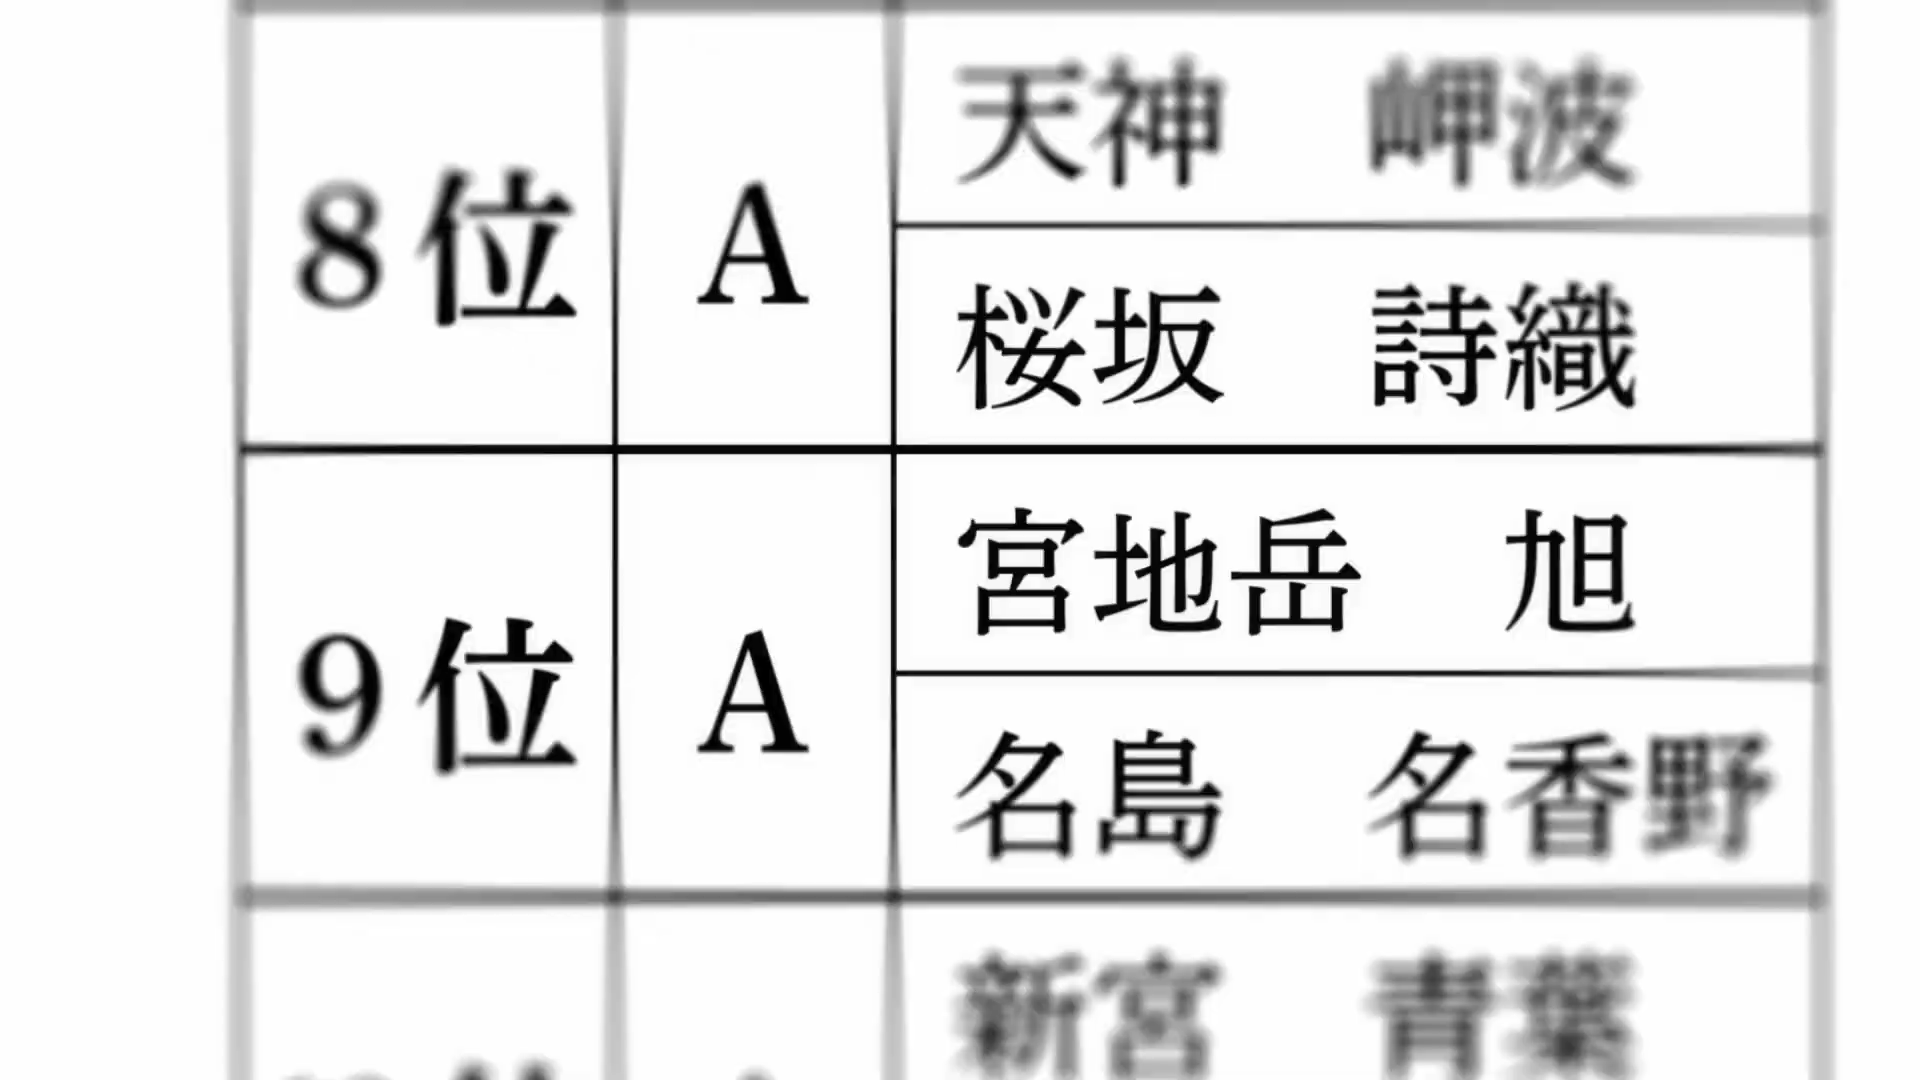 天神　岬波
8位　A
桜坂　詩織
宮地岳　旭
9位　A
名島　名香野
新宮　青葉